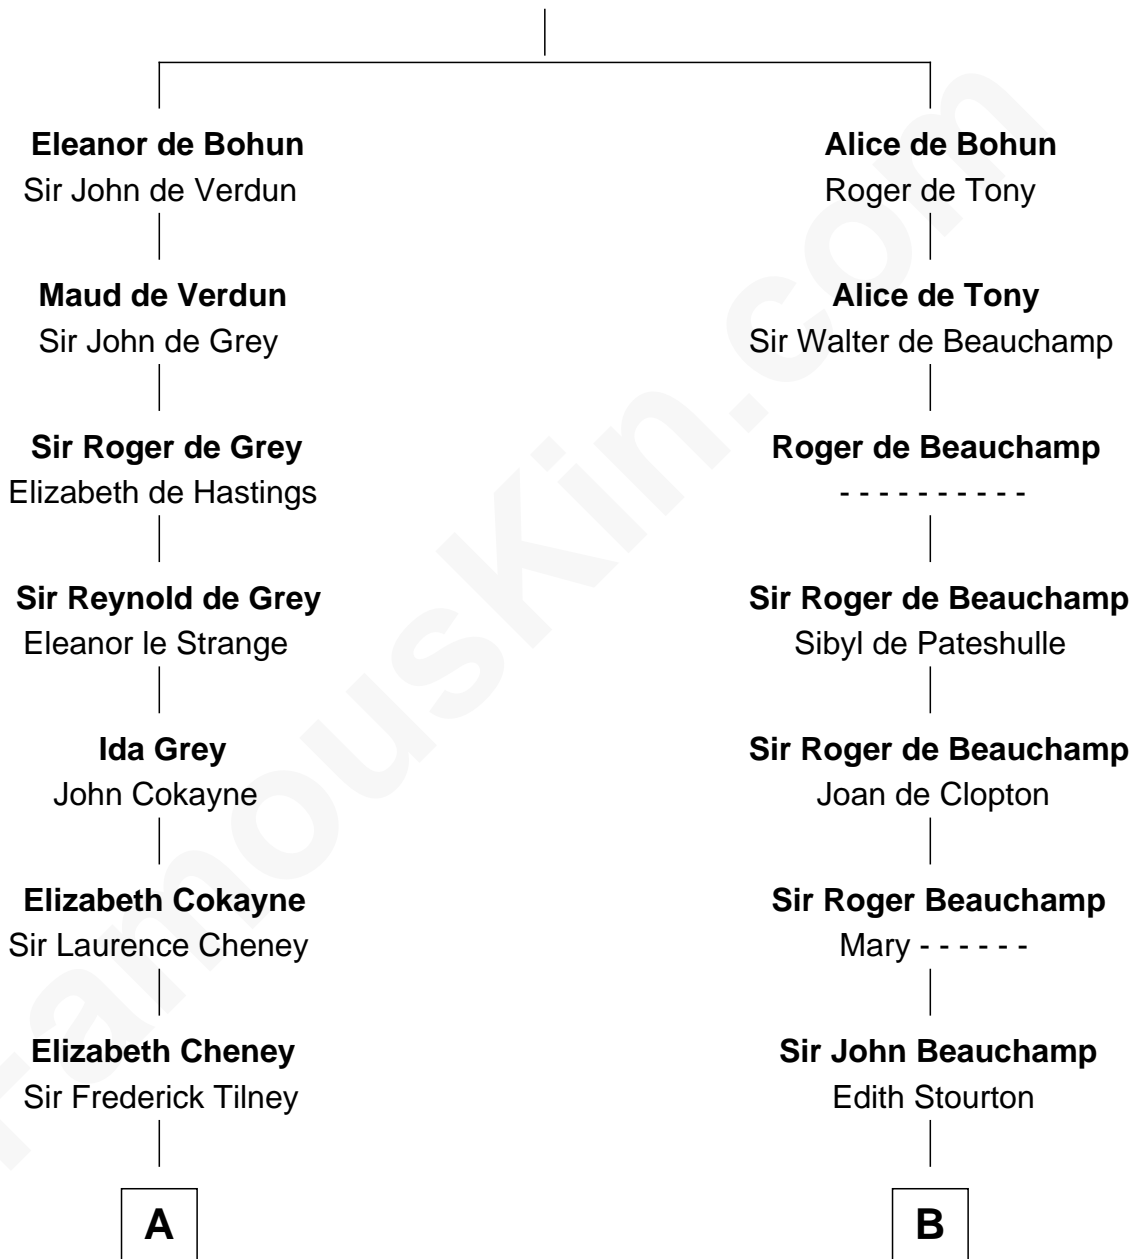 Eleanor de Bohun
Sir John de Verdun
Maud de Verdun
Sir John de Grey
Sir Roger de Grey
Elizabeth de Hastings
Sir Reynold de Grey
Eleanor le Strange
Ida Grey
John Cokayne
Elizabeth Cokayne
Sir Laurence Cheney
Elizabeth Cheney
Sir Frederick Tilney
A
Alice de Bohun
Roger de Tony
Alice de Tony
Sir Walter de Beauchamp
Roger de Beauchamp
- - - - - - - - - -
Sir Roger de Beauchamp
Sibyl de Pateshulle
Sir Roger de Beauchamp
Joan de Clopton
Sir Roger Beauchamp
Mary - - - - - -
Sir John Beauchamp
Edith Stourton
B
FamousKin.com